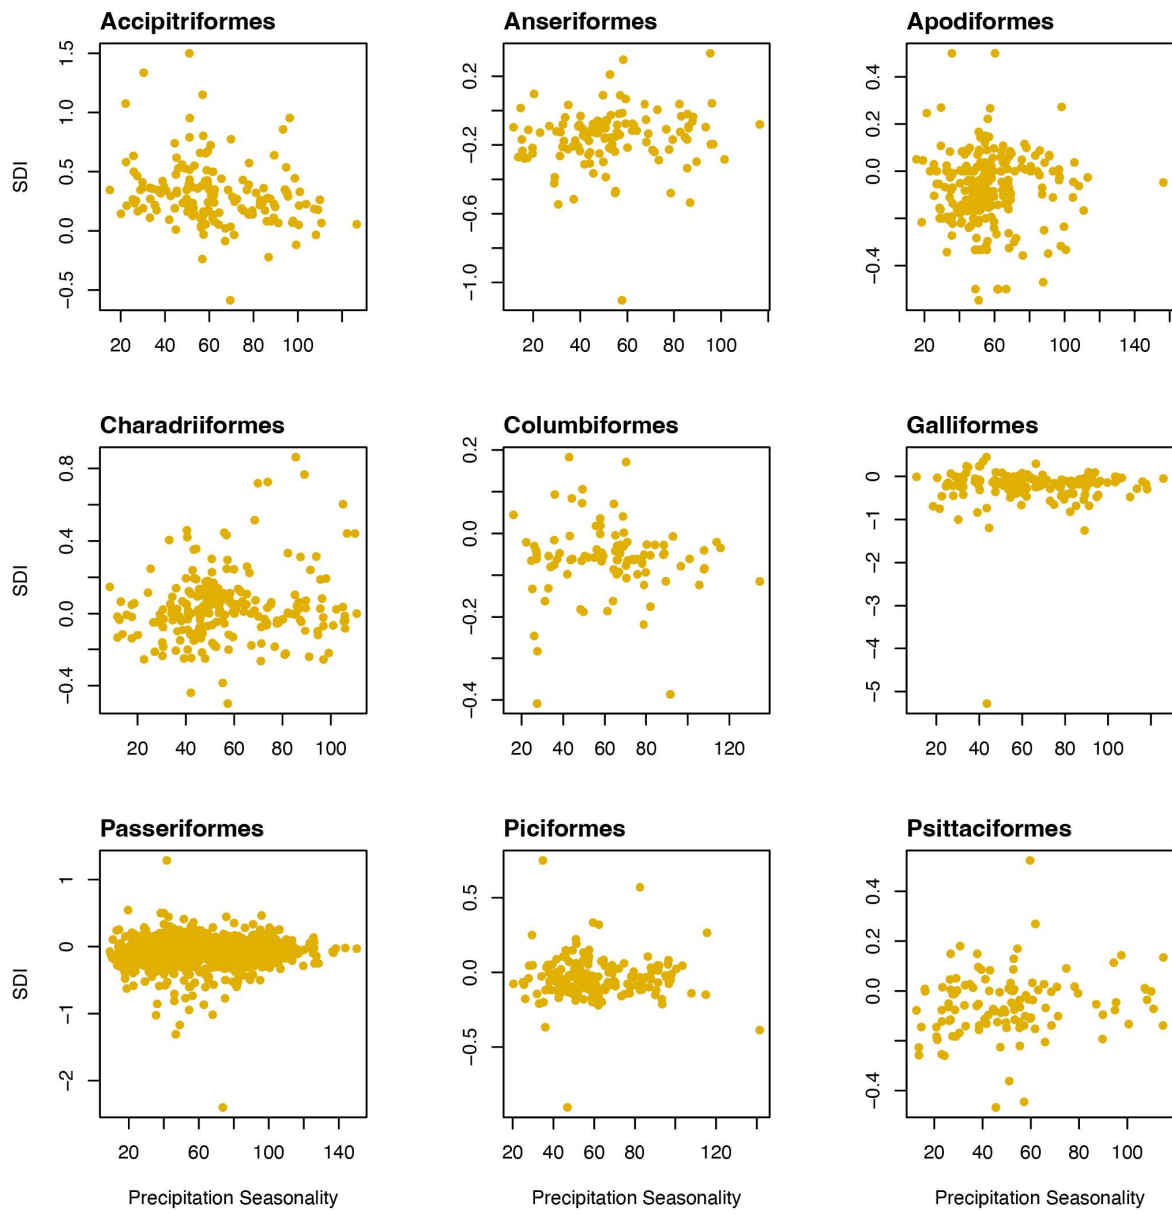 Accipitriformes
SDI
1.5
1.0
0.5
0.0
−0.5
20 40 60 80 100
Anseriformes
0.2
−0.2
−0.6
−1.0
20 40 60 80 100
Apodiformes
0.4
0.2
0.0
−0.4
20 60 100 140
Charadriiformes
SDI
0.8
0.4
0.0
−0.4
20 40 60 80 100
Columbiformes
0.2
0.0
−0.2
−0.4
20 40 60 80 120
Galliformes
0
−1
−2
−3
−4
−5
20 40 60 80 100
Passeriformes
SDI
1
0
−1
−2
20 60 100 140
Precipitation Seasonality
Piciformes
0.5
0.0
−0.5
20 40 60 80 120
Precipitation Seasonality
Psittaciformes
0.4
0.2
0.0
−0.4
20 40 60 80 100
Precipitation Seasonality